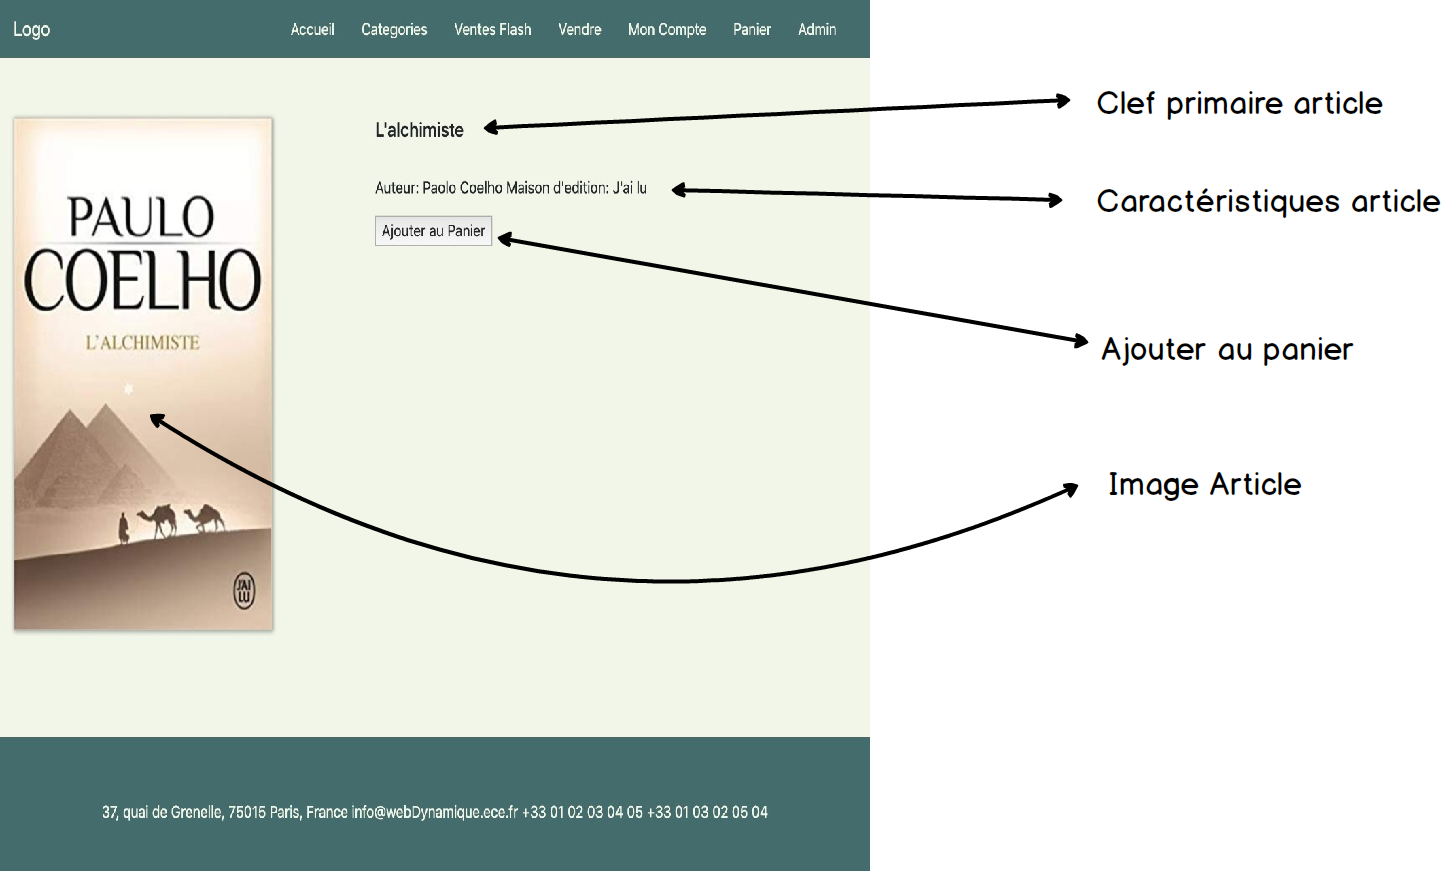 Logo
Accueil Categories Ventes Flash Vendre Mon Compte Panier Admin
PAULO
COELHO
L'ALCHIMISTE
J'AI
LU
L'alchimiste
Auteur: Paolo Coelho Maison d'edition: J'ai lu
Ajouter au Panier
Clef primaire article
Caractéristiques article
Ajouter au panier
Image Article
37, quai de Grenelle, 75015 Paris, France info@webDynamique.ece.fr +33 01 02 03 04 05 +33 01 03 02 05 04